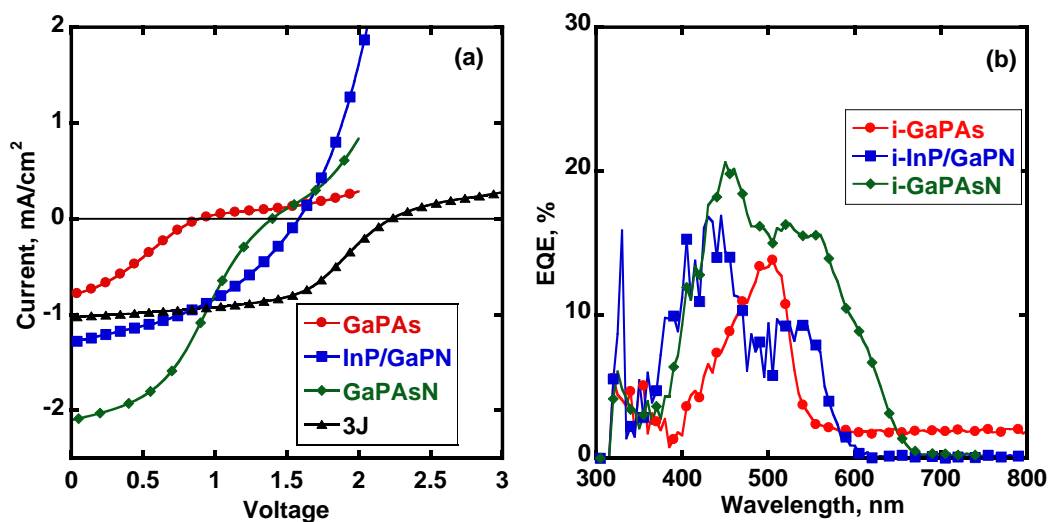 (a)
Current, mA/cm²
2
1
0
-1
-2
0
0.5
1
1.5
2
2.5
3
Voltage
GaPAs
InP/GaPN
GaPAsN
3J
(b)
EQE, %
30
20
10
0
300
400
500
600
700
800
Wavelength, nm
i-GaPAs
i-InP/GaPN
i-GaPAsN